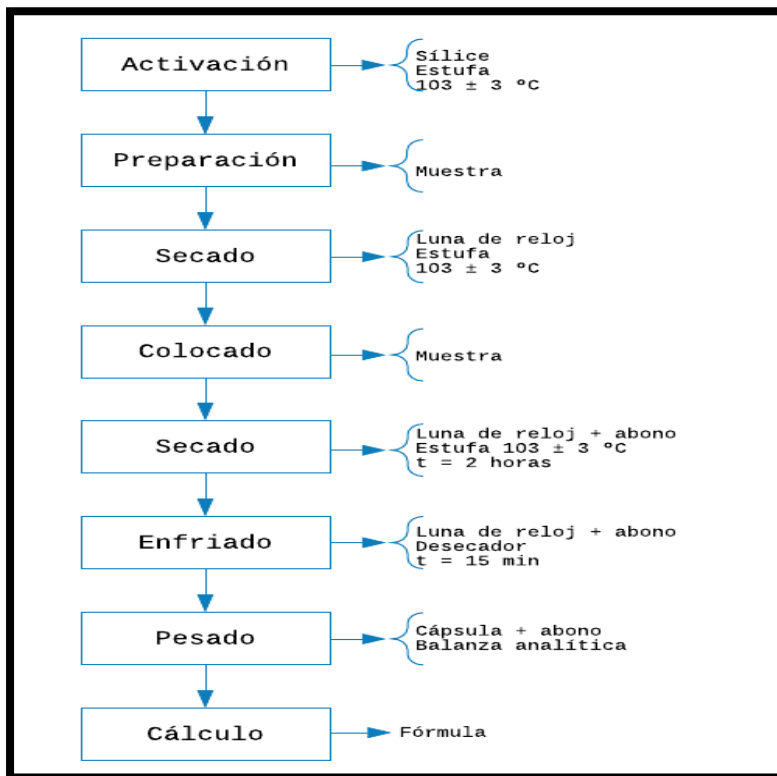 Activación
Sílice
Estufa
103 ± 3 ºC
Preparación
Muestra
Secado
Luna de reloj
Estufa
103 ± 3 ºC
Colocado
Muestra
Secado
Luna de reloj + abono
Estufa 103 ± 3 ºC
t = 2 horas
Enfriado
Luna de reloj + abono
Desecador
t = 15 min
Pesado
Cápsula + abono
Balanza analítica
Cálculo
Fórmula